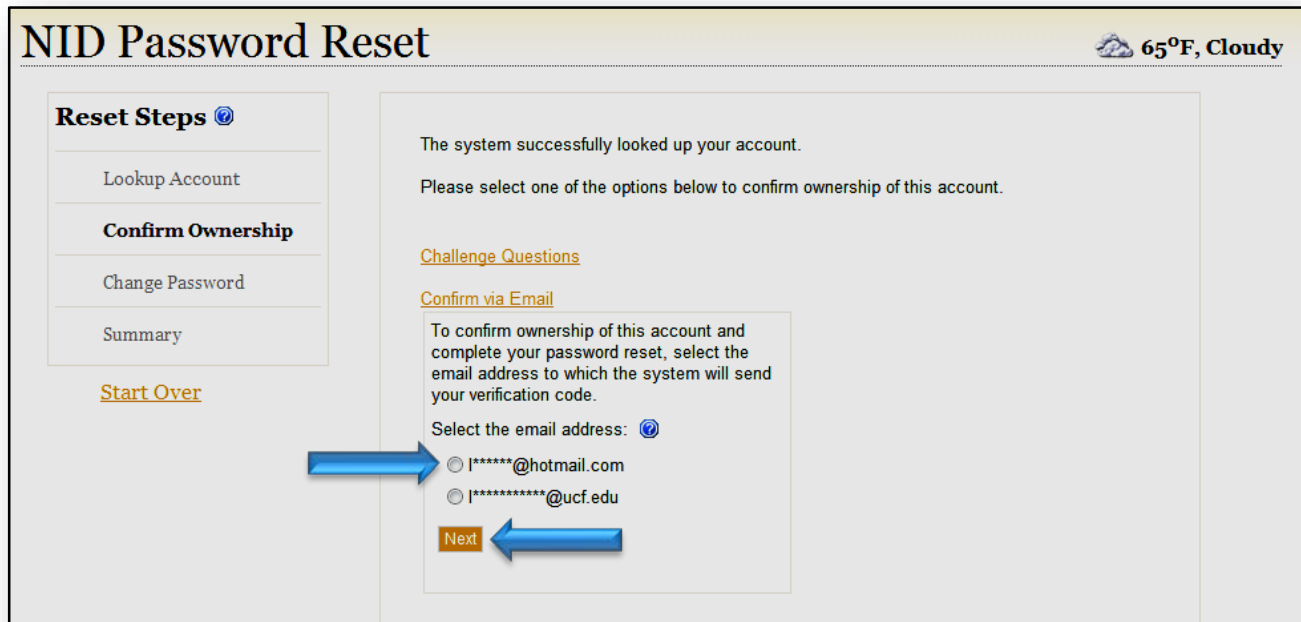 NID Password Reset
65°F, Cloudy
Reset Steps
Lookup Account
Confirm Ownership
Change Password
Summary
Start Over
The system successfully looked up your account.
Please select one of the options below to confirm ownership of this account.
Challenge Questions
Confirm via Email
To confirm ownership of this account and
complete your password reset, select the
email address to which the system will send
your verification code.
Select the email address:
l******@hotmail.com
l***********@ucf.edu
Next